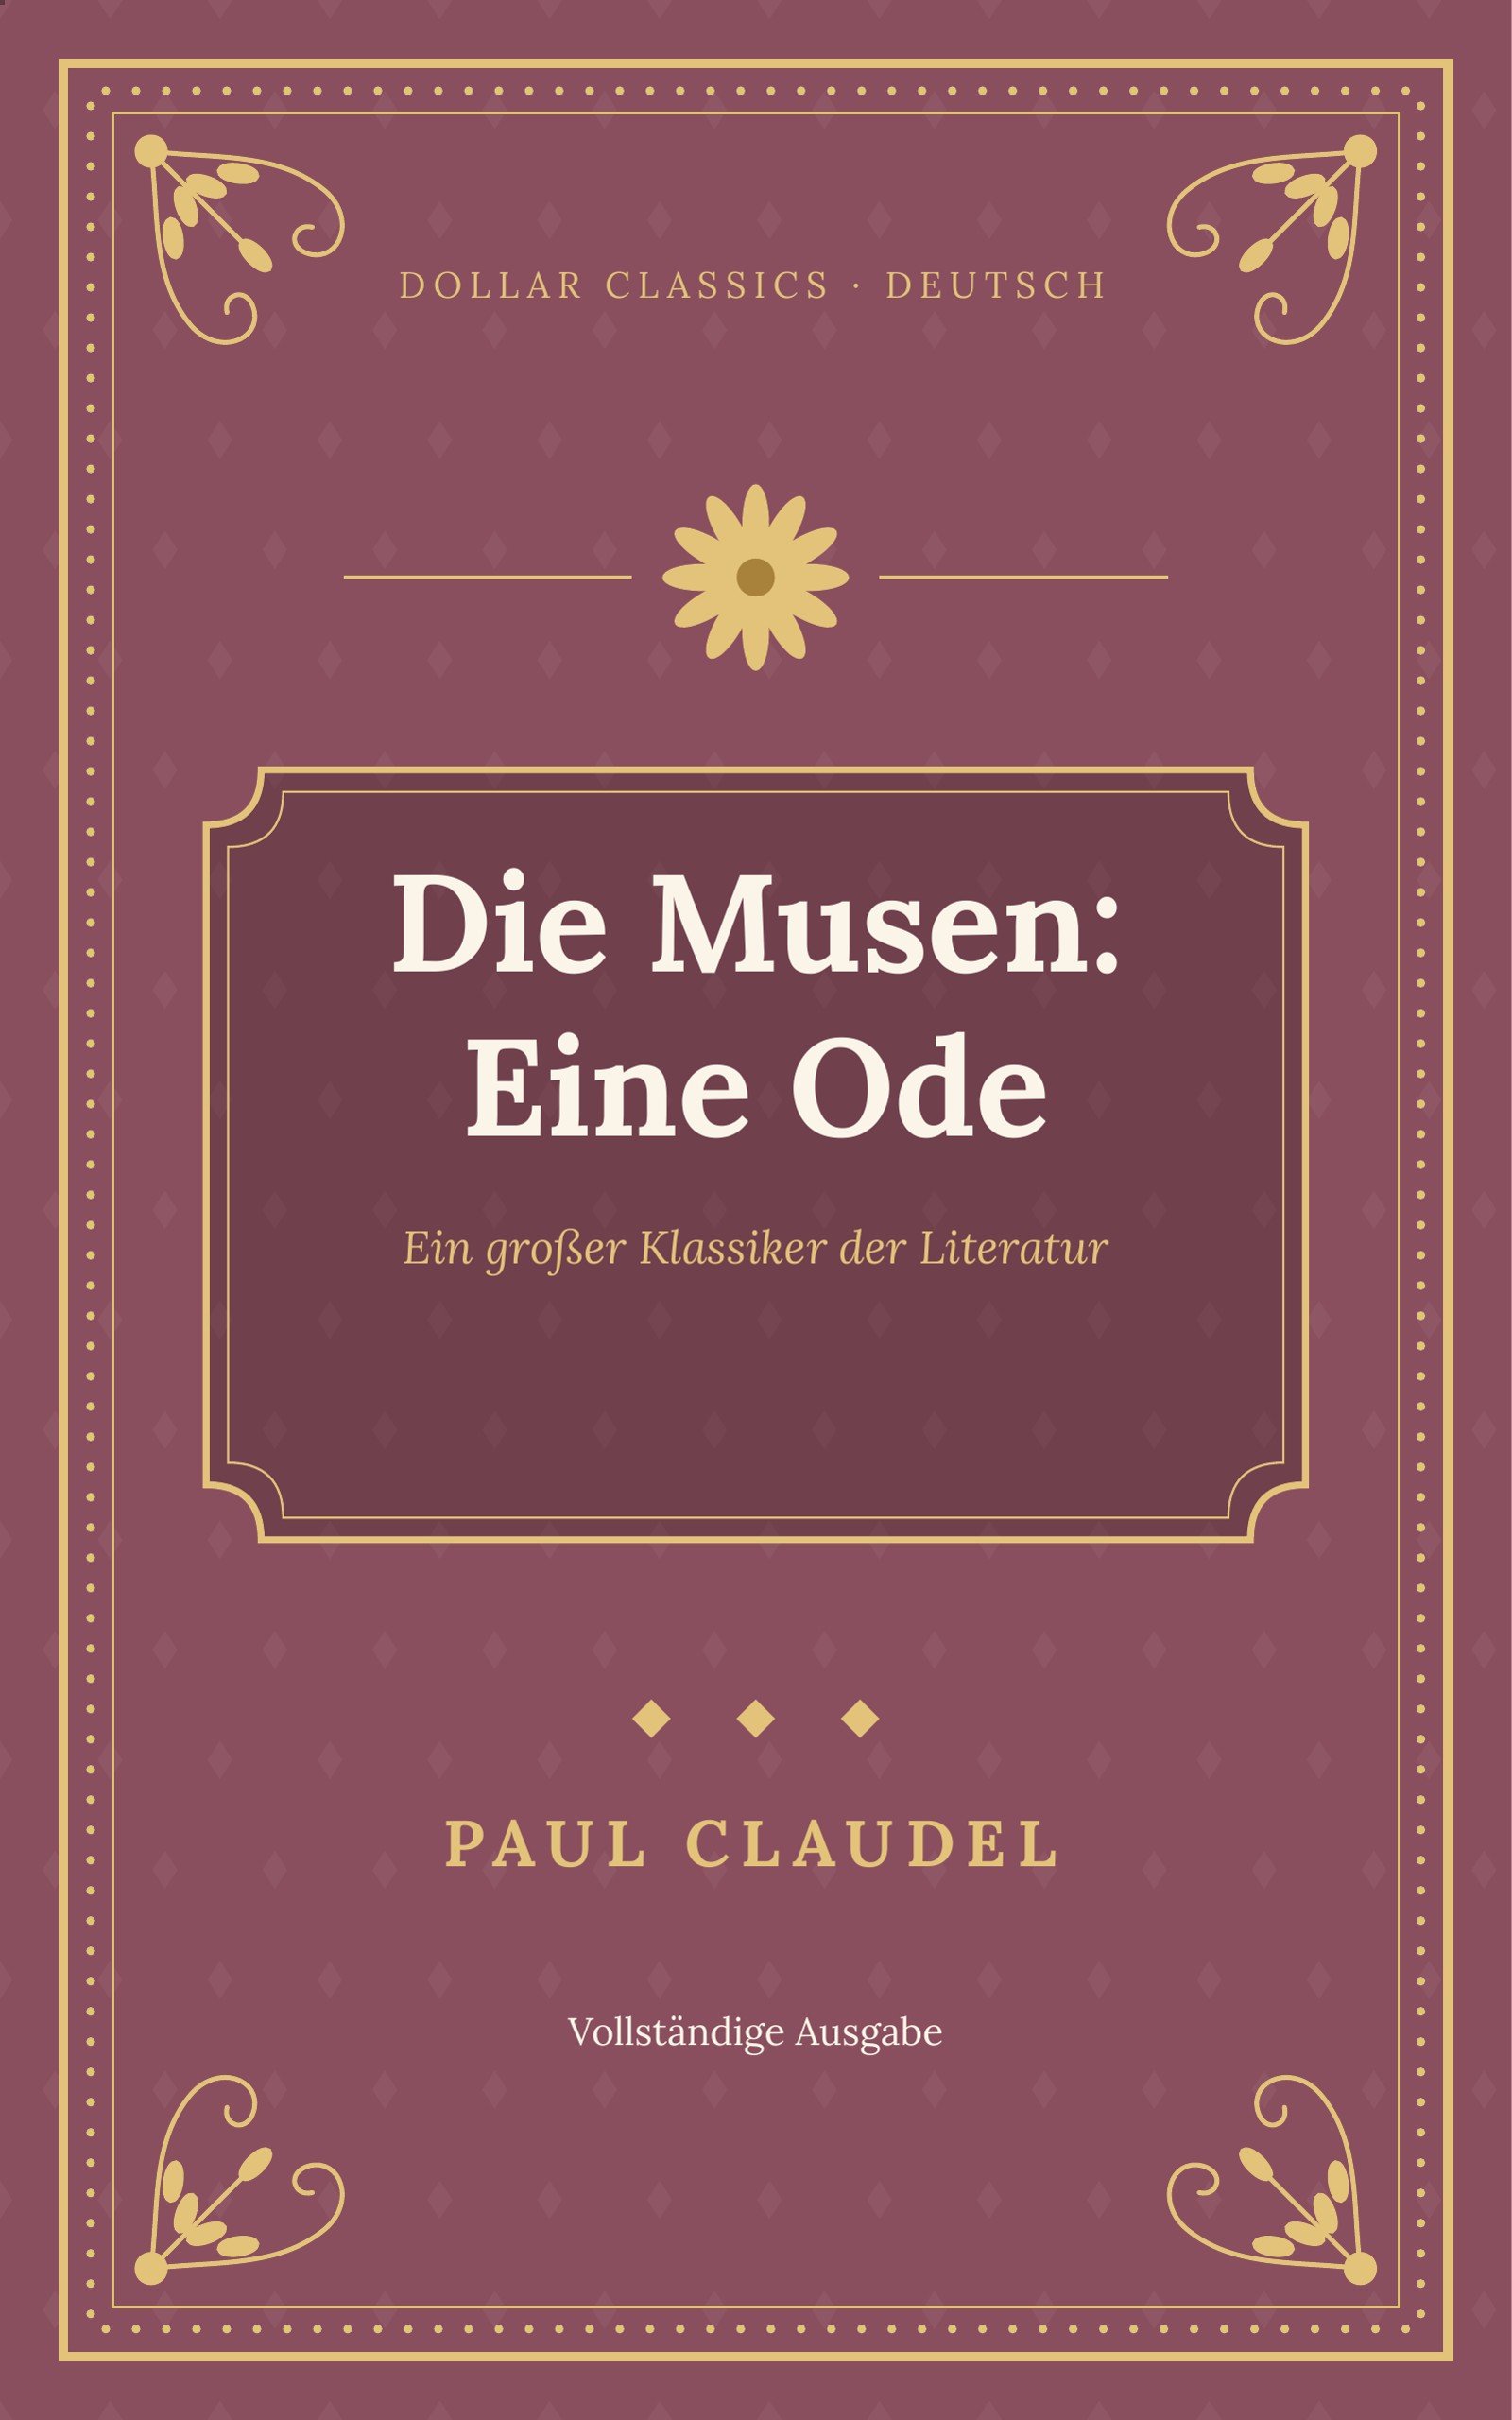 DOLLAR CLASSICS · DEUTSCH
Die Musen:
Eine Ode
Ein großer Klassiker der Literatur
PAUL CLAUDEL
Vollständige Ausgabe